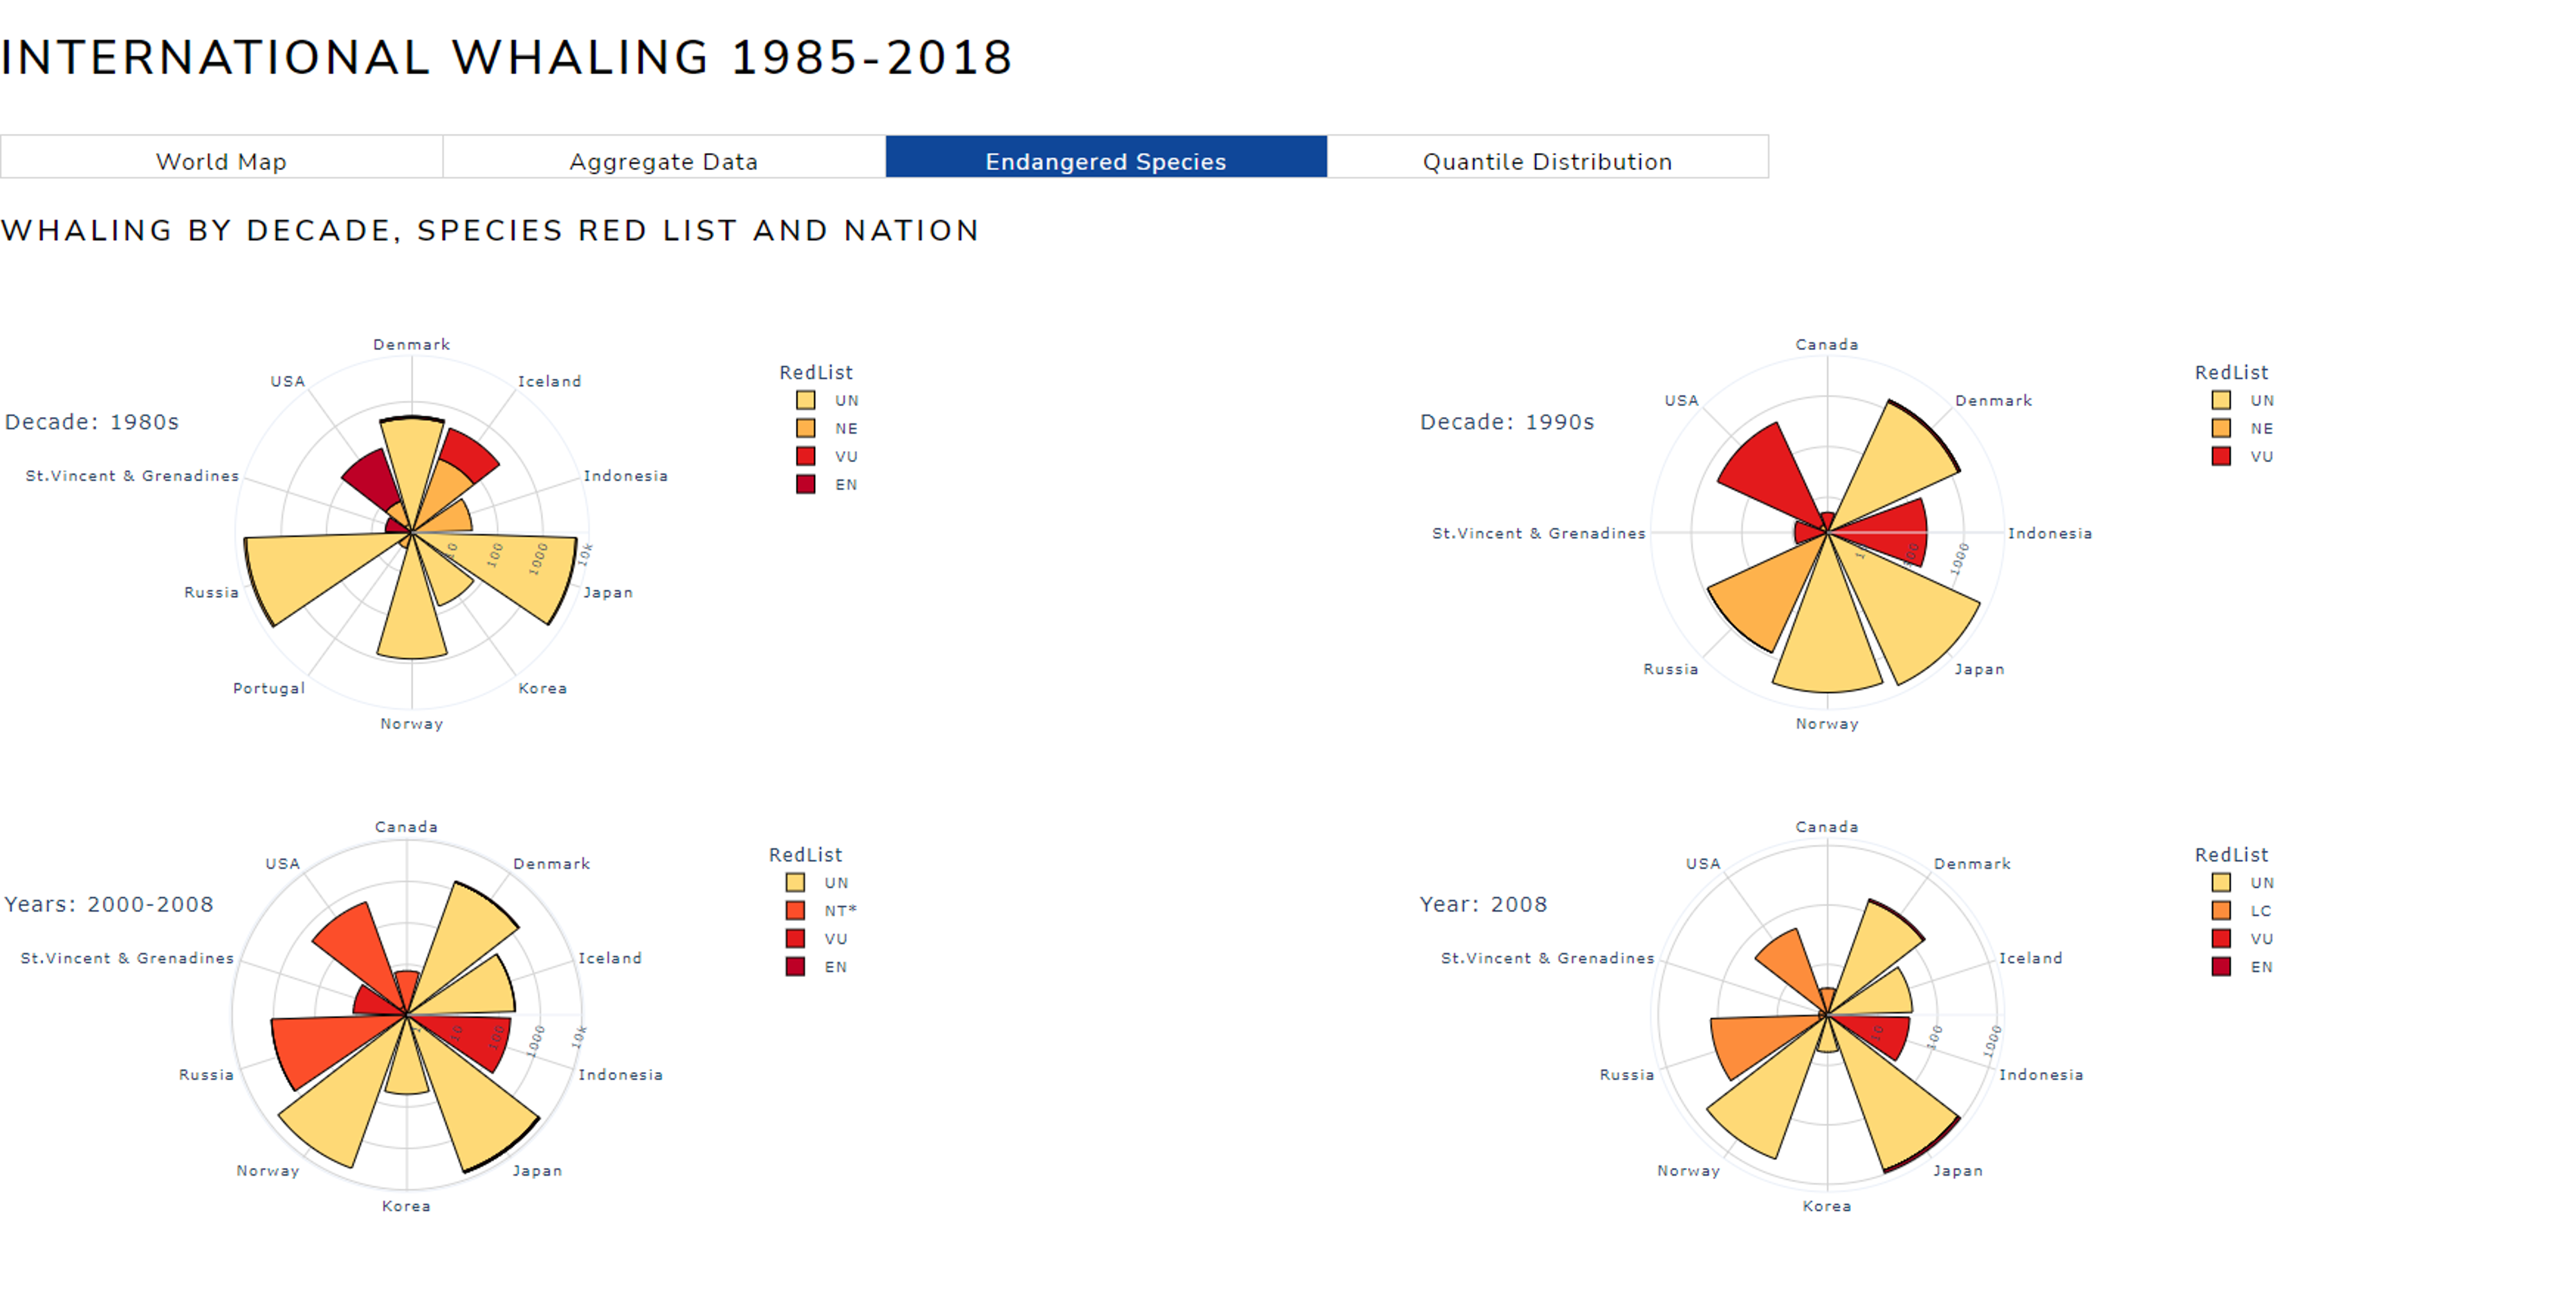 INTERNATIONAL WHALING 1985-2018
World Map
Aggregate Data
Endangered Species
Quantile Distribution
WHALING BY DECADE, SPECIES RED LIST AND NATION
Decade: 1980s
Denmark
Iceland
Indonesia
Japan
Korea
Norway
Portugal
Russia
St.Vincent & Grenadines
USA
10
100
1000
10k
RedList
UN
NE
VU
EN
Decade: 1990s
Canada
Denmark
Indonesia
Japan
Norway
Russia
St.Vincent & Grenadines
USA
1000
RedList
UN
NE
VU
Years: 2000-2008
Canada
Denmark
Iceland
Indonesia
Japan
Korea
Norway
Russia
St.Vincent & Grenadines
USA
1
10
100
1000
10k
RedList
UN
NT*
VU
EN
Year: 2008
Canada
Denmark
Iceland
Indonesia
Japan
Korea
Norway
Russia
St.Vincent & Grenadines
USA
10
100
1000
RedList
UN
LC
VU
EN